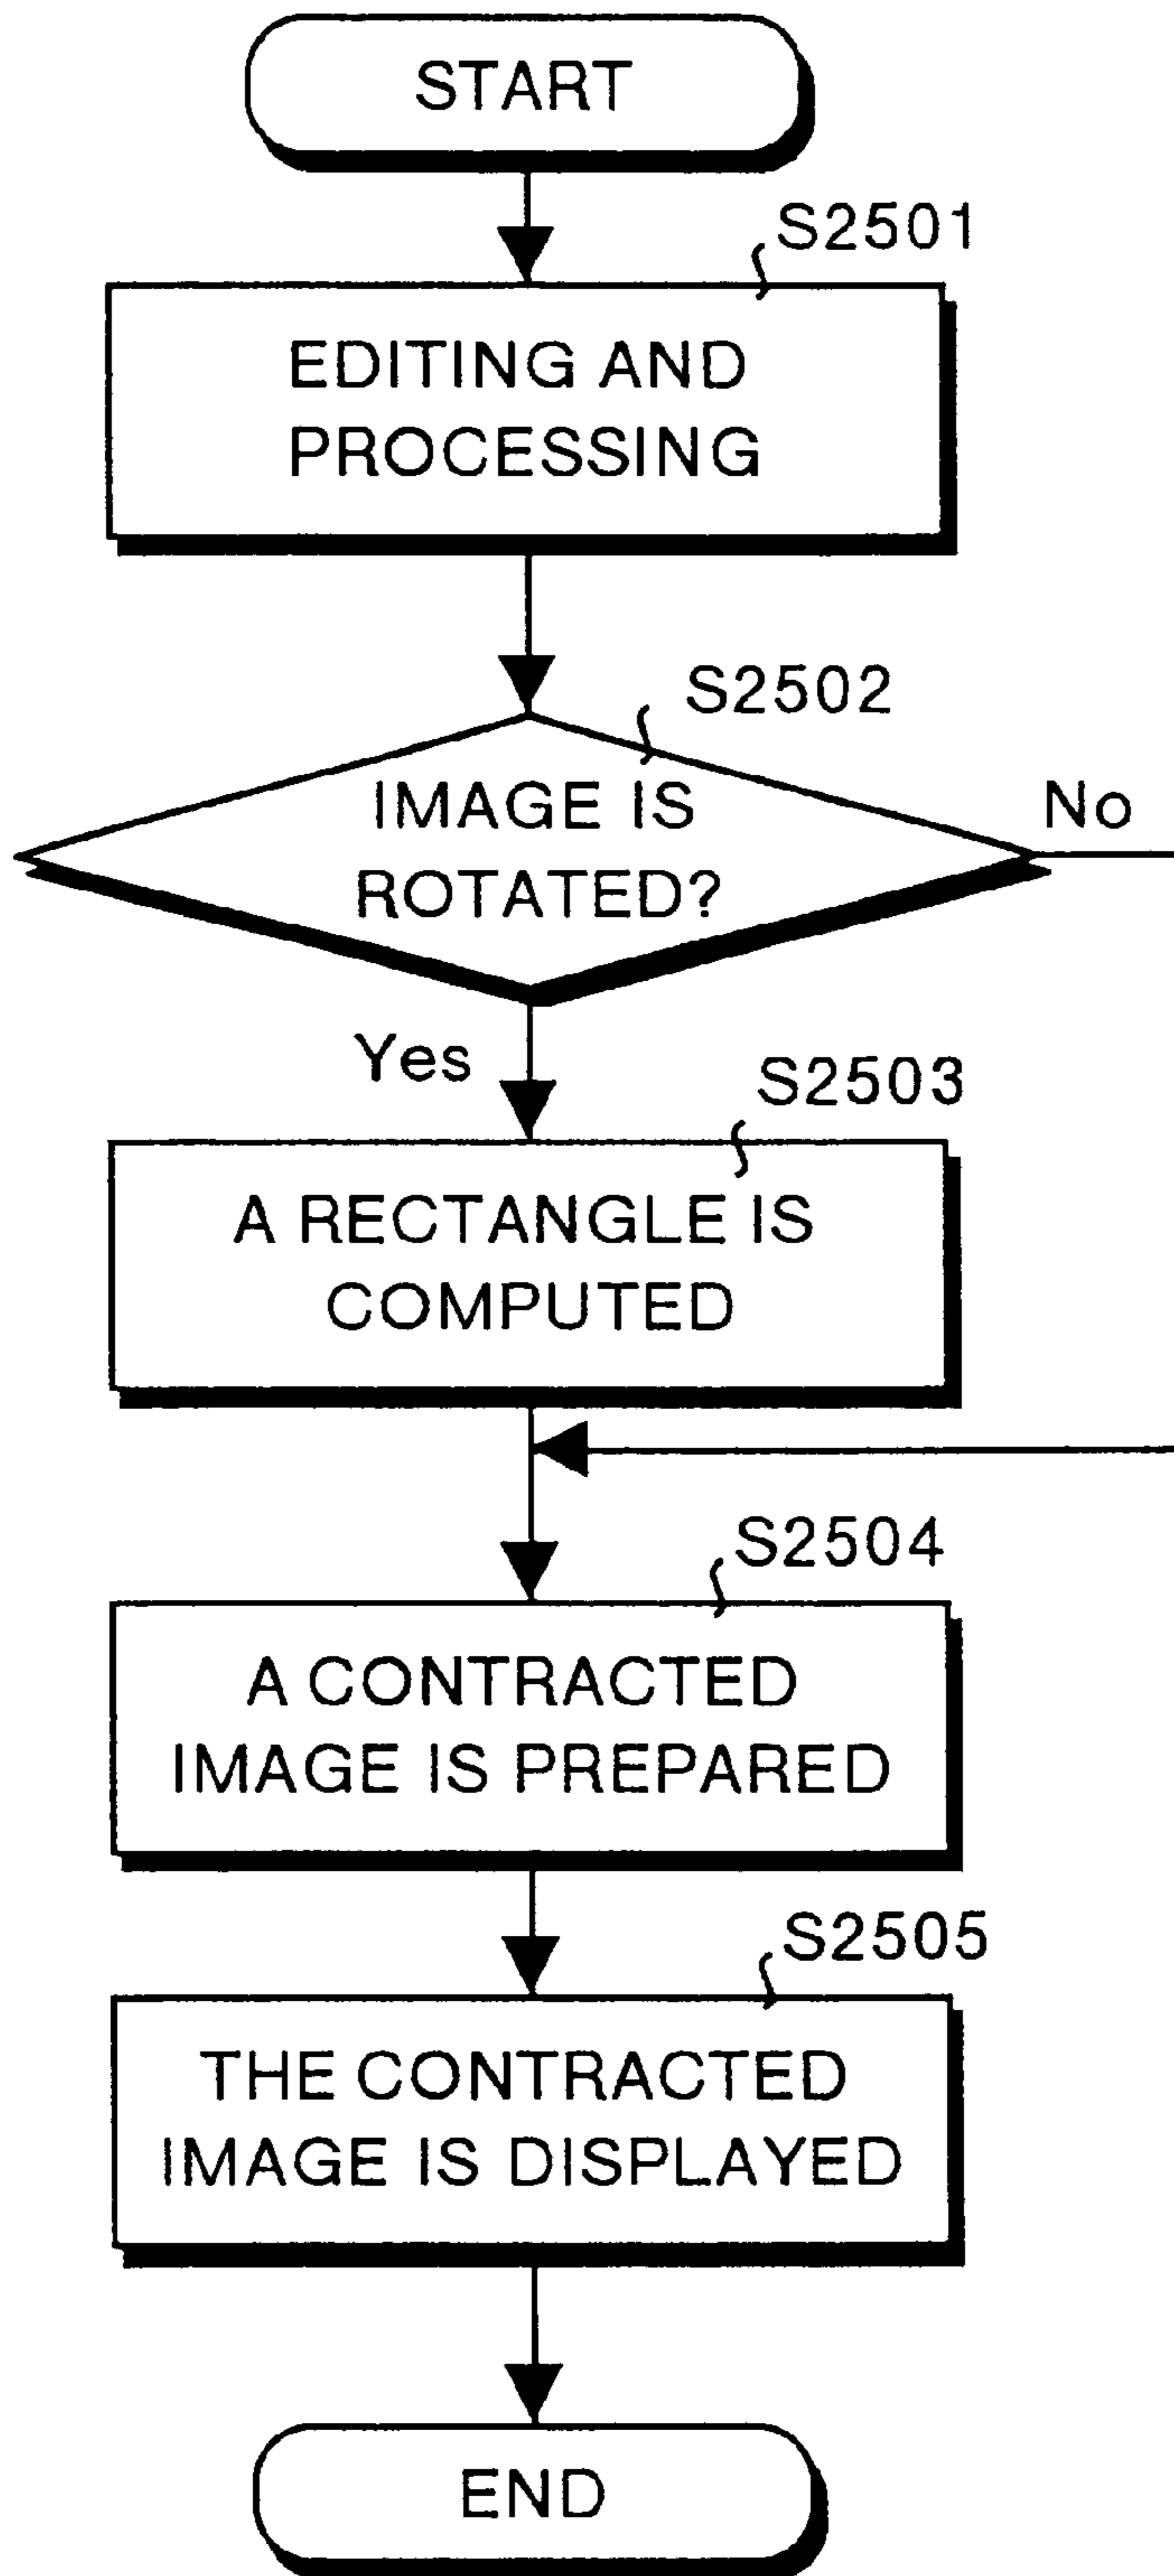 START
S2501
EDITING AND
PROCESSING
S2502
IMAGE IS
ROTATED?
No
Yes
S2503
A RECTANGLE IS
COMPUTED
S2504
A CONTRACTED
IMAGE IS PREPARED
S2505
THE CONTRACTED
IMAGE IS DISPLAYED
END